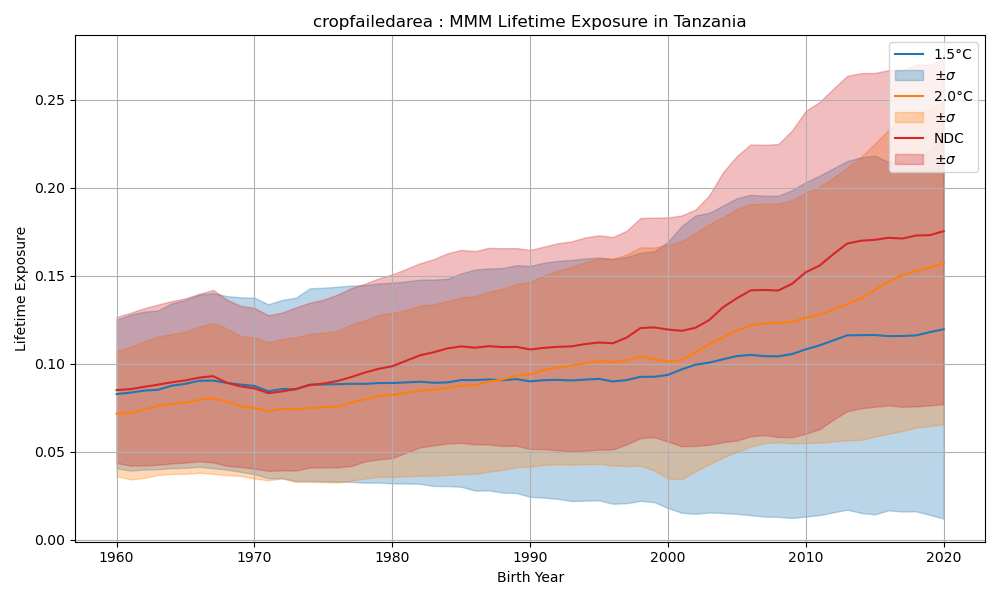 cropfailedarea : MMM Lifetime Exposure in Tanzania
1.5°C
±σ
2.0°C
±σ
NDC
±σ
Lifetime Exposure
0.25
0.20
0.15
0.10
0.05
0.00
1960 1970 1980 1990 2000 2010 2020
Birth Year